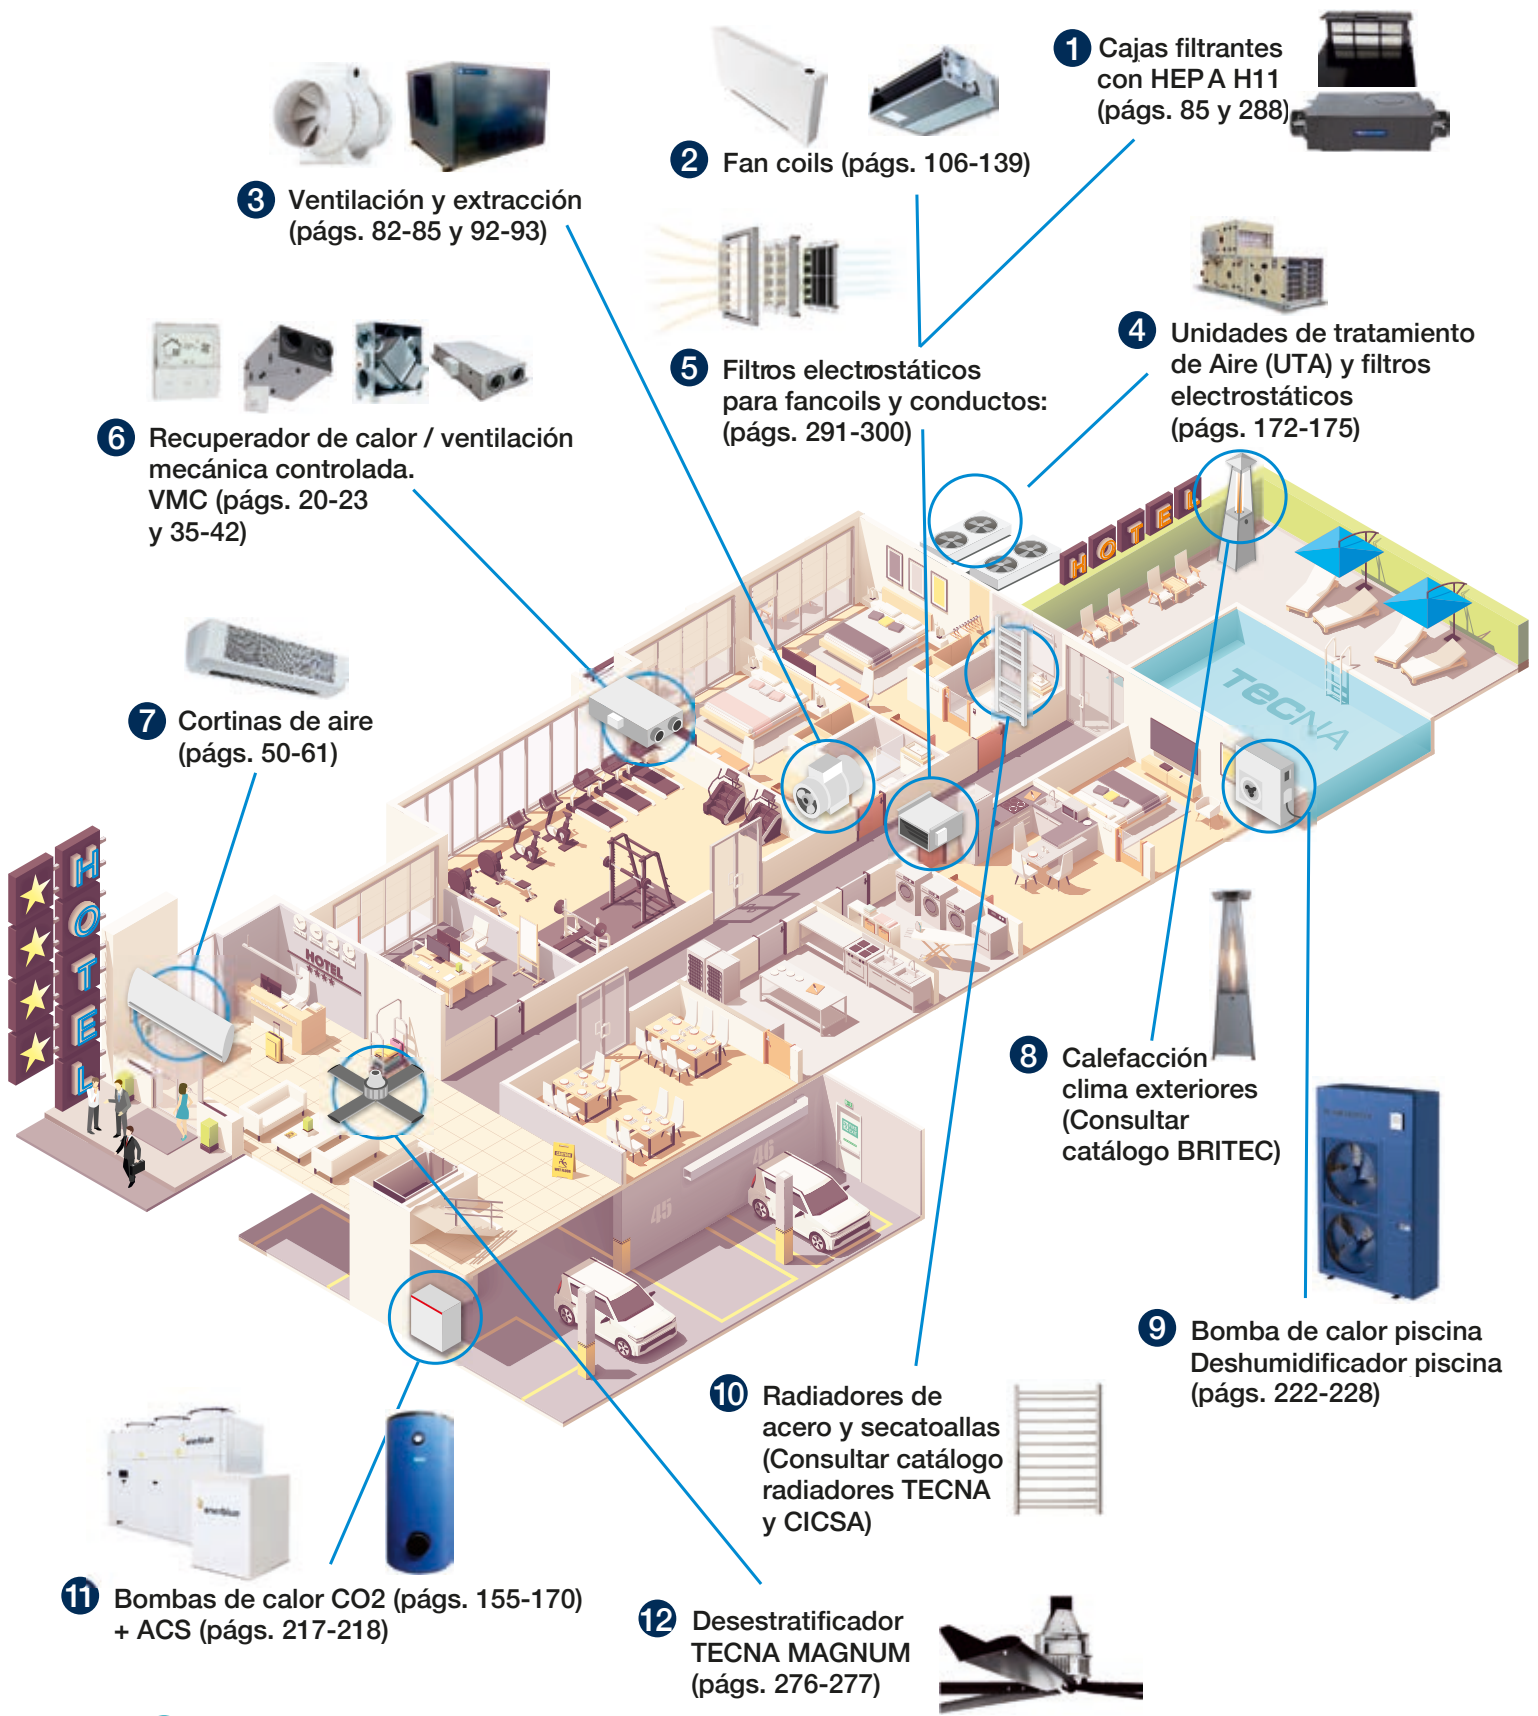 1 Cajas filtrantes
con HEPA H11
(págs. 85 y 288)
2 Fan coils (págs. 106-139)
3 Ventilación y extracción
(págs. 82-85 y 92-93)
4 Unidades de tratamiento
de Aire (UTA) y filtros
electrostáticos
(págs. 172-175)
5 Filtros electrostáticos
para fancoils y conductos:
(págs. 291-300)
6 Recuperador de calor / ventilación
mecánica controlada.
VMC (págs. 20-23
y 35-42)
HOTEL
TECNA
7 Cortinas de aire
(págs. 50-61)
HOTEL
HOTEL
8 Calefacción
clima exteriores
(Consultar
catálogo BRITEC)
45
46
9 Bomba de calor piscina
Deshumidificador piscina
(págs. 222-228)
10 Radiadores de
acero y secatoallas
(Consultar catálogo
radiadores TECNA
y CICSA)
enerblue
enerblue
11 Bombas de calor CO2 (págs. 155-170)
+ ACS (págs. 217-218)
12 Desestratificador
TECNA MAGNUM
(págs. 276-277)